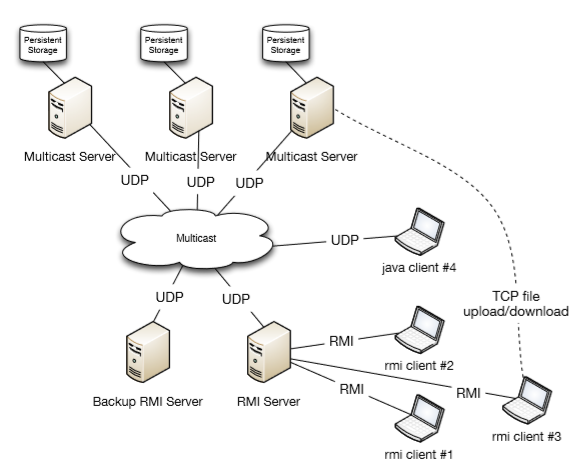 Persistent
Storage
Persistent
Storage
Persistent
Storage
Multicast Server
Multicast Server
Multicast Server
UDP
UDP
UDP
Multicast
UDP
java client #4
TCP file
upload/download
UDP
UDP
RMI
rmi client #2
Backup RMI Server
RMI Server
RMI
RMI
rmi client #3
rmi client #1